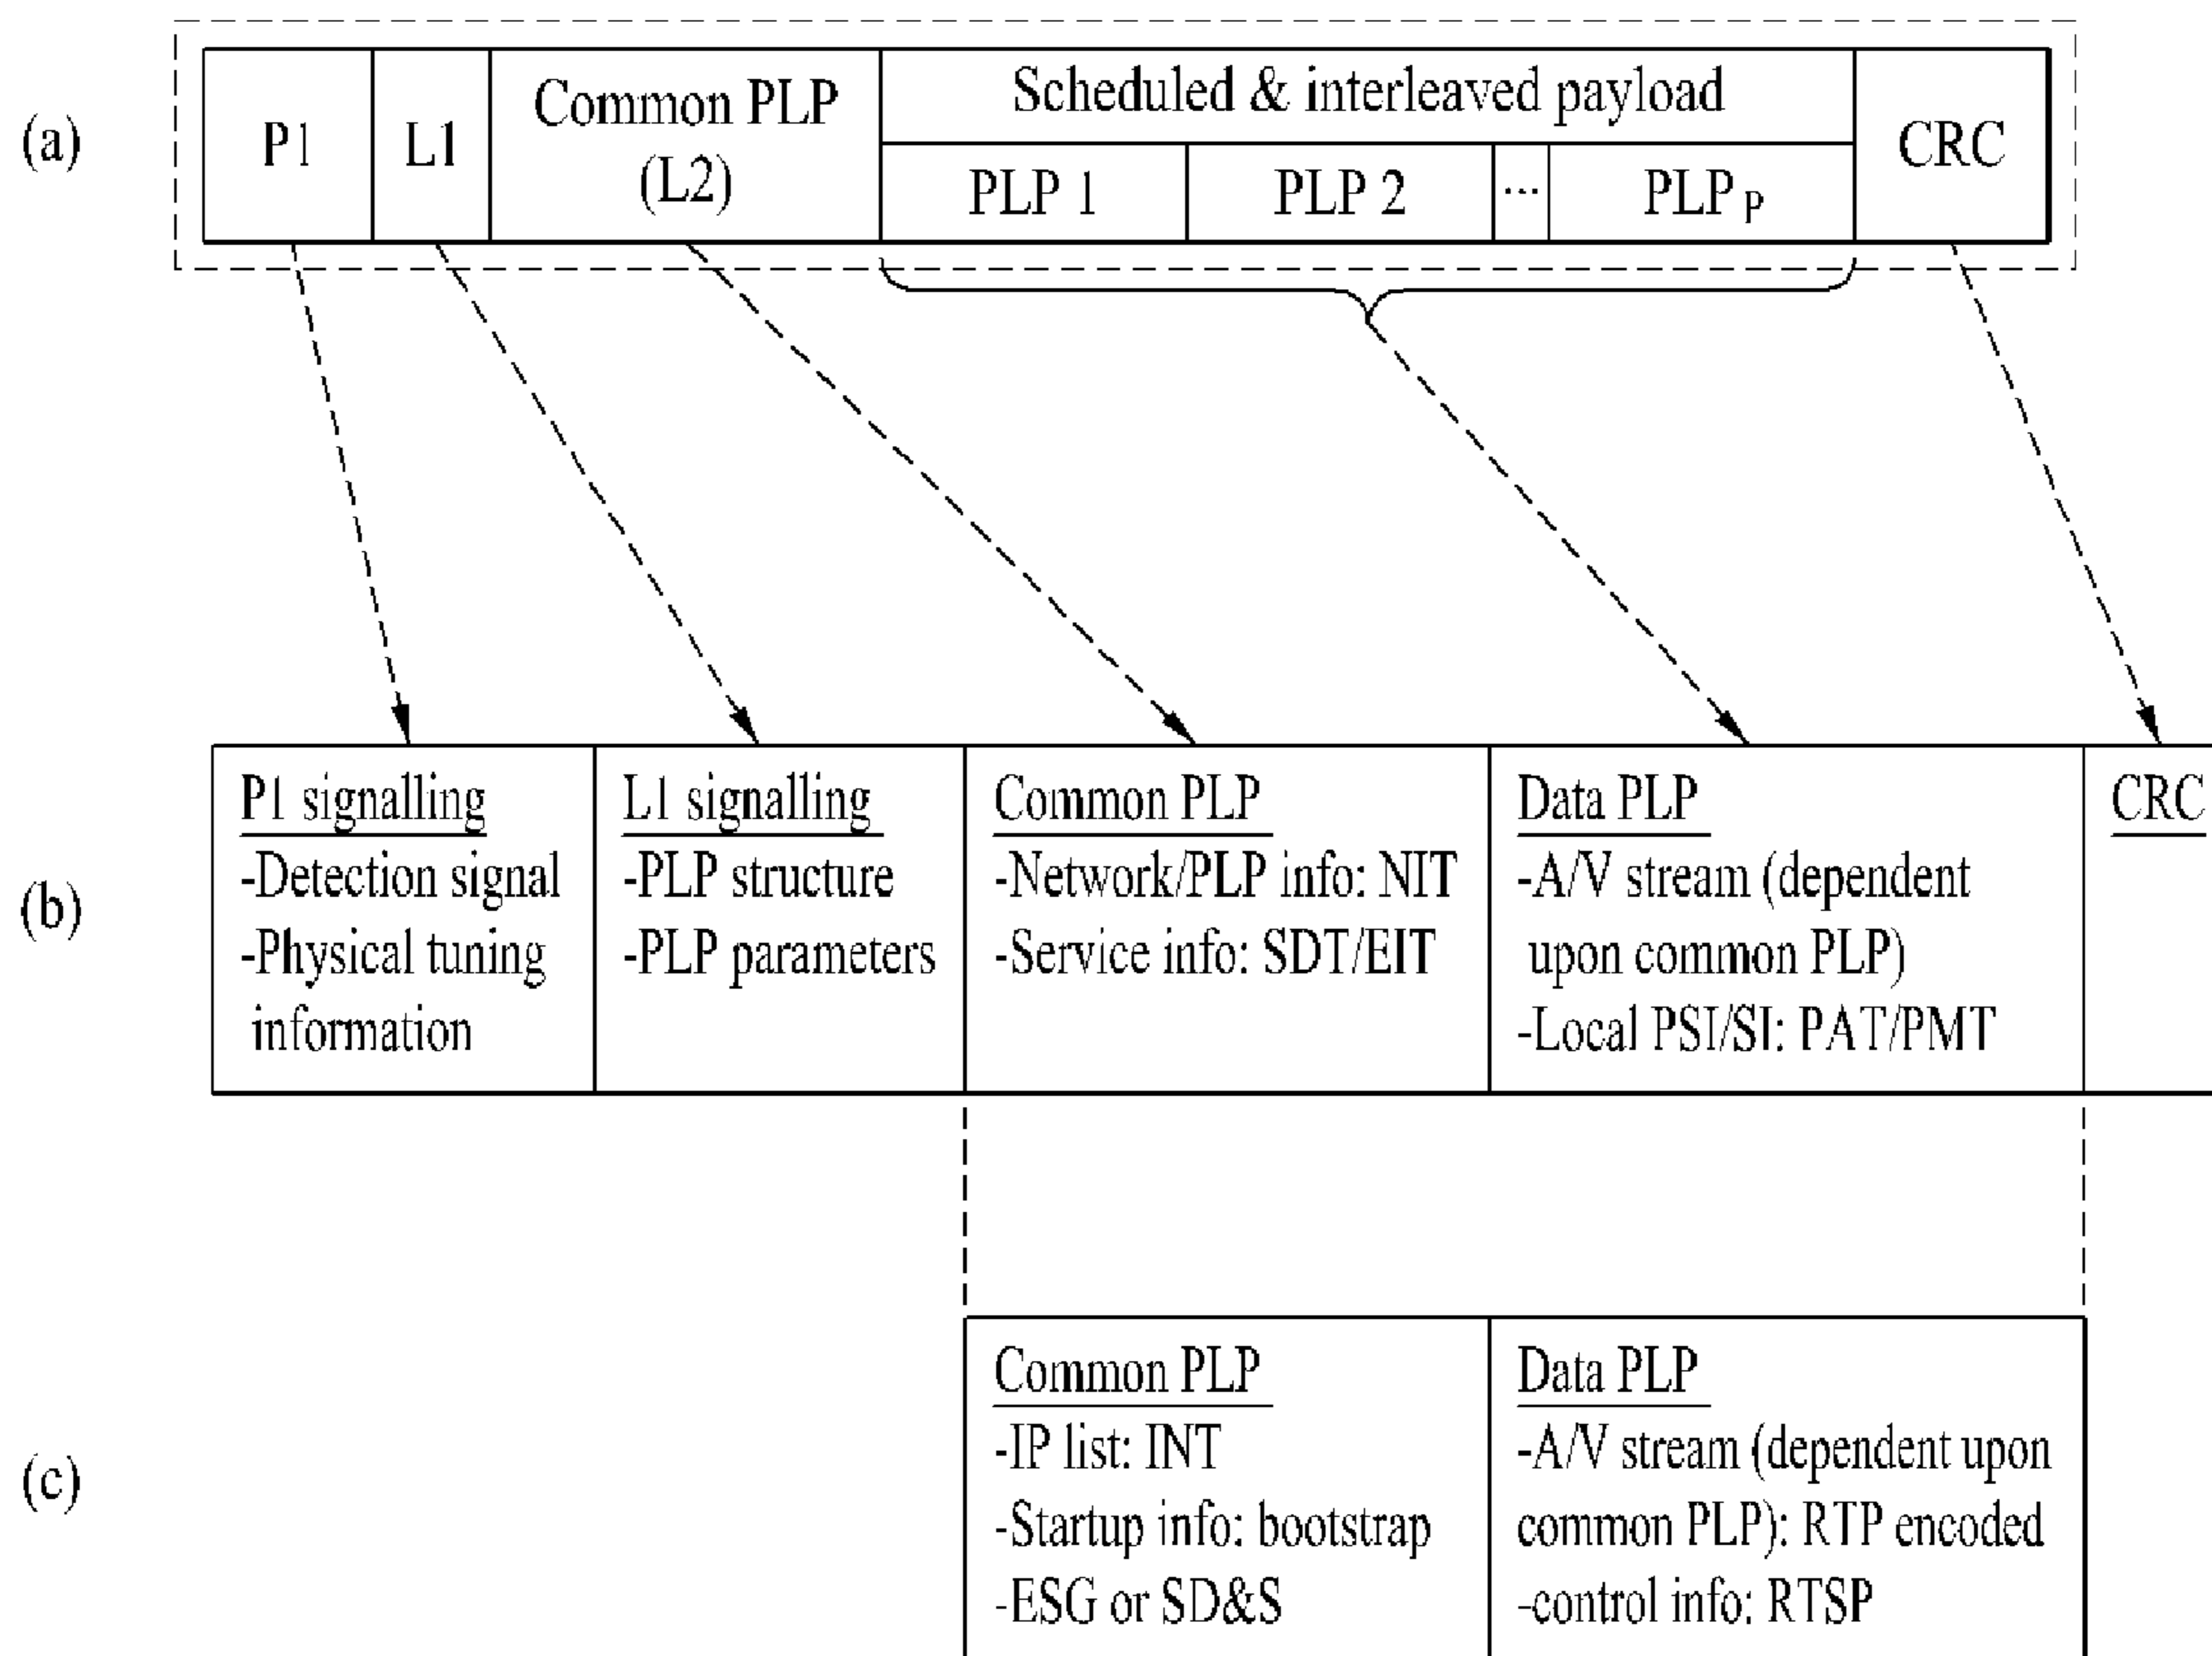 (a)
P1
L1
Common PLP
(L2)
Scheduled & interleaved payload
PLP 1
PLP 2
...
PLP P
CRC
(b)
P1 signalling
-Detection signal
-Physical tuning
information
L1 signalling
-PLP structure
-PLP parameters
Common PLP
-Network/PLP info: NIT
-Service info: SDT/EIT
Data PLP
-A/V stream (dependent
upon common PLP)
-Local PSI/SI: PAT/PMT
CRC
(c)
Common PLP
-IP list: INT
-Startup info: bootstrap
-ESG or SD&S
Data PLP
-A/V stream (dependent upon
common PLP): RTP encoded
-control info: RTSP